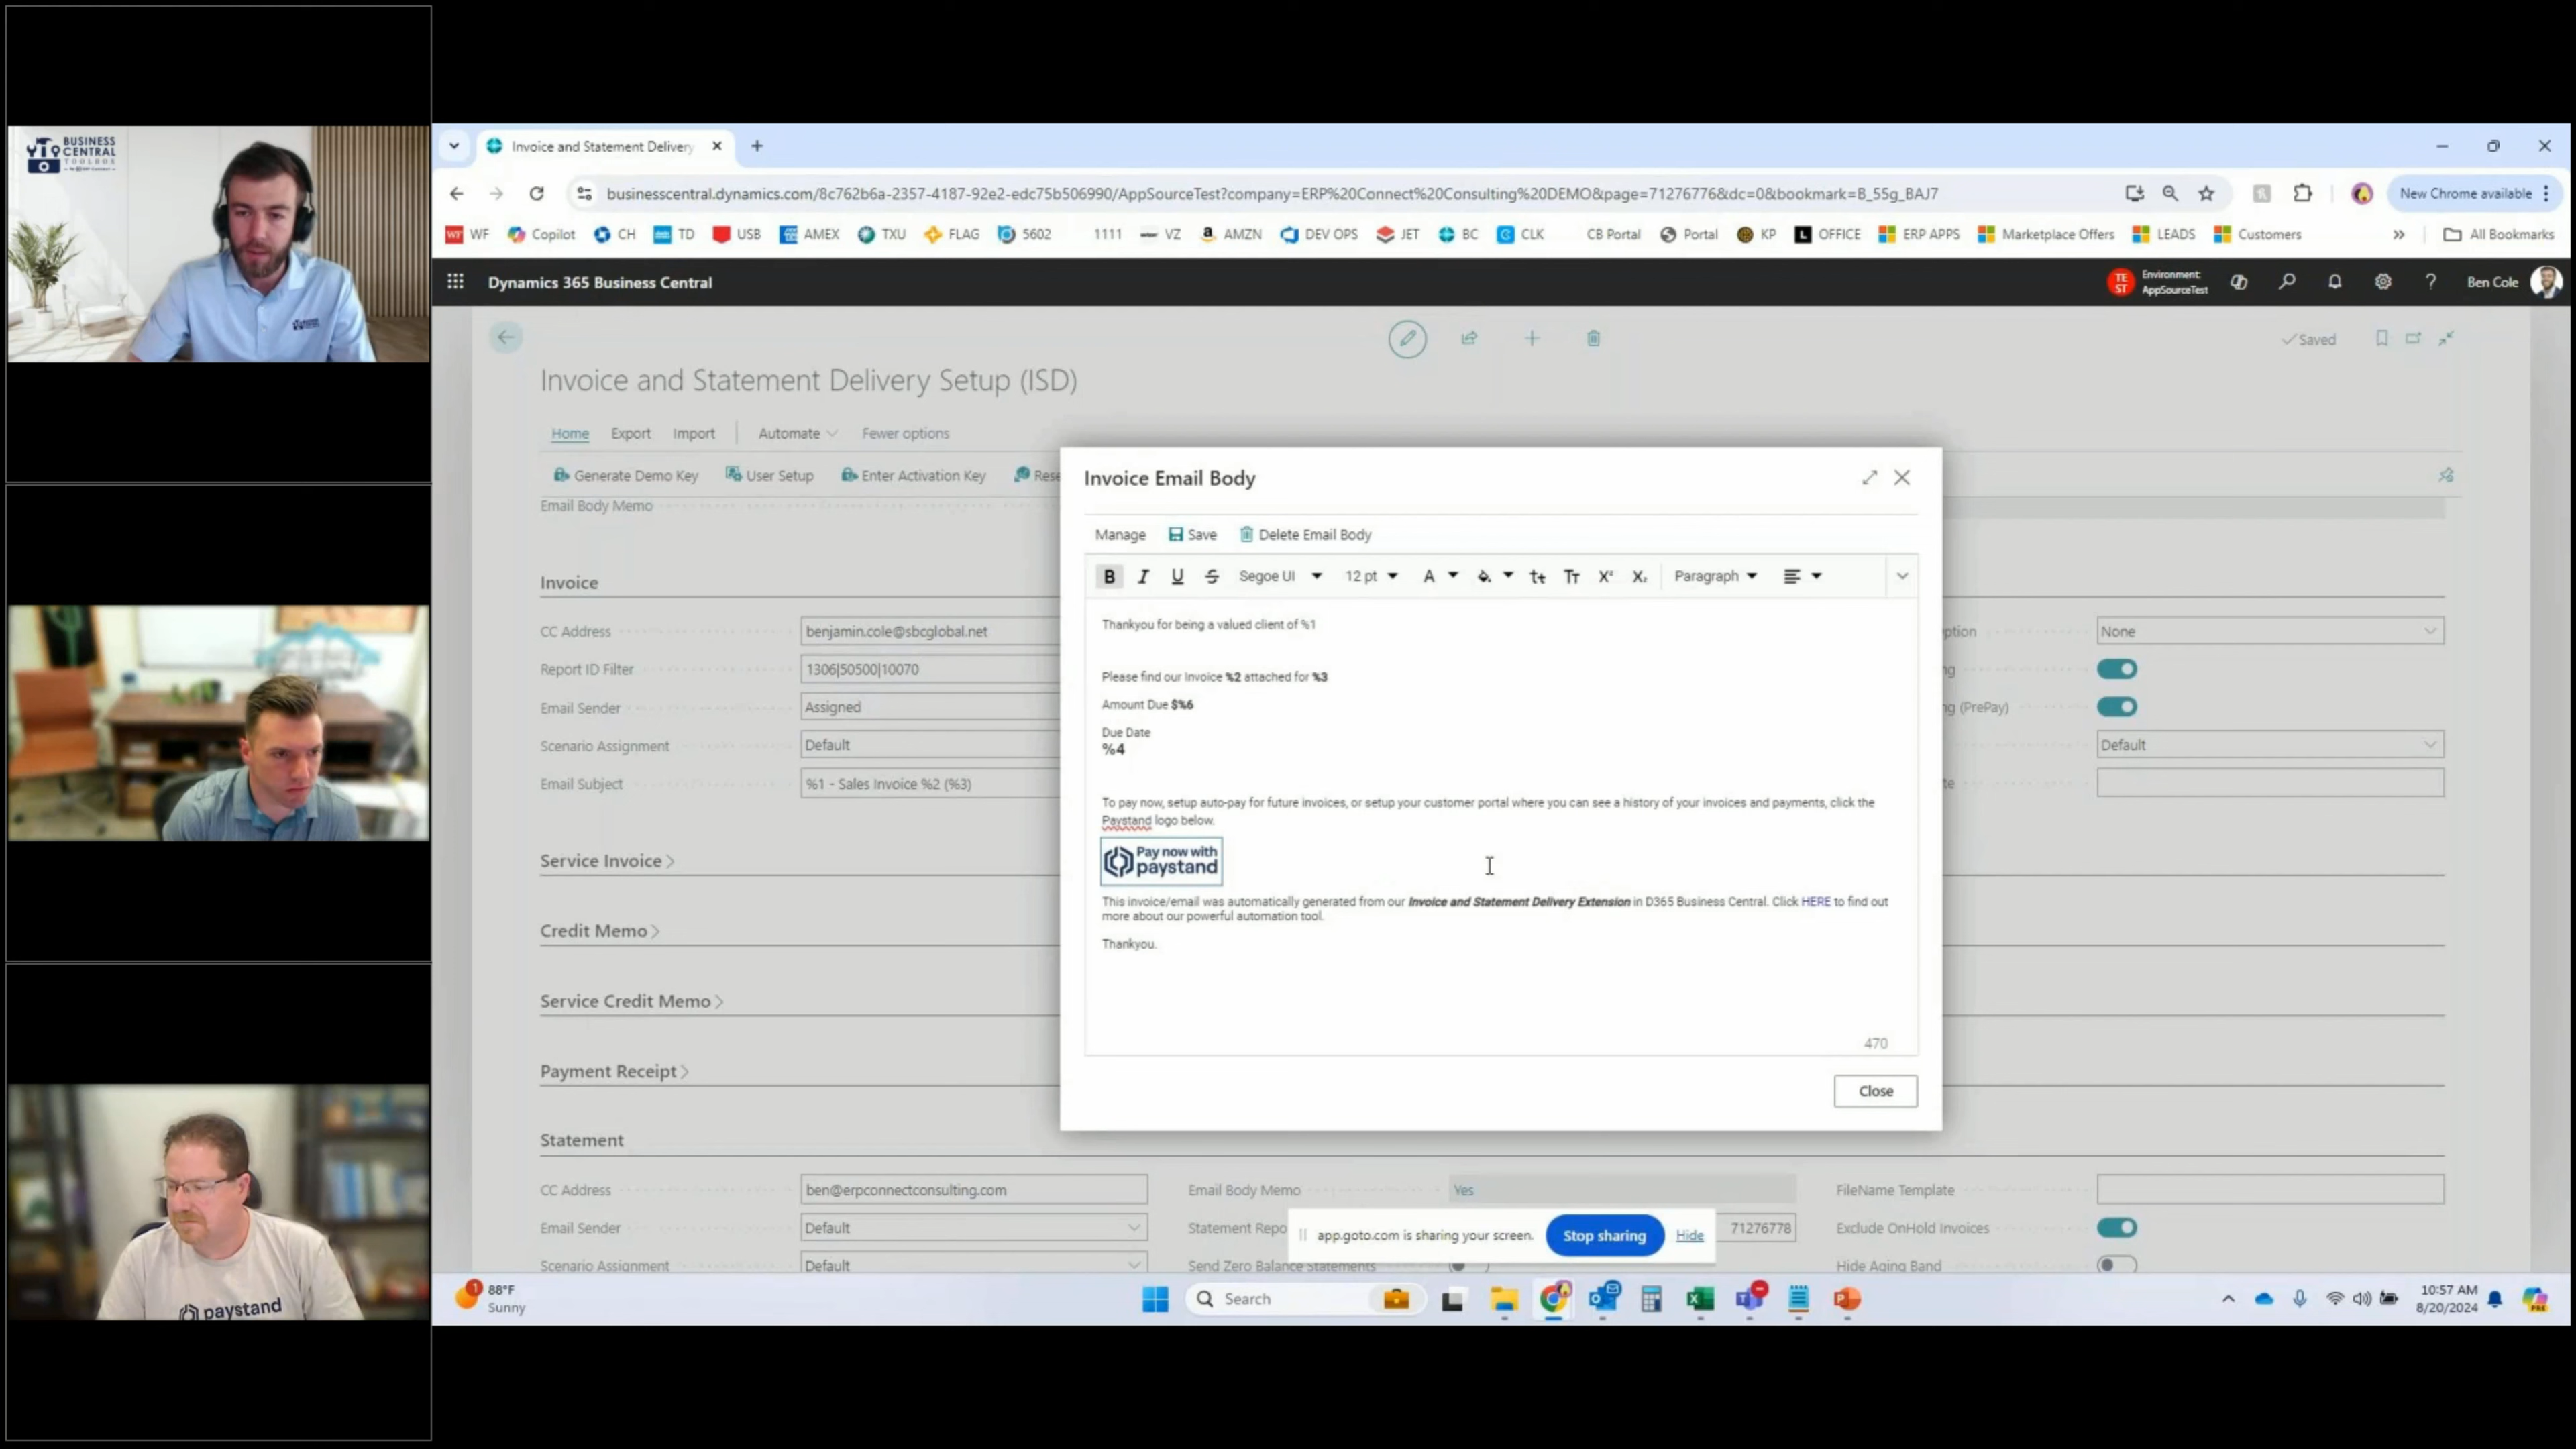 BUSINESS
CENTRAL
TOOLBOX
paystand
Invoice and Statement Delivery
businesscentral.dynamics.com/8c762b6a-2357-4187-92e2-edc75b506990/AppSourceTest?company=ERP%20Connect%20Consulting%20DEMO&page=71276776&dc=0&bookmark=B_55g_BAJ7
New Chrome available
WF WF Copilot CH TD USB AMEX TXU FLAG 5602 1111 VZ AMZN DEV OPS JET BC CLK CB Portal Portal KP OFFICE ERP APPS Marketplace Offers LEADS Customers » All Bookmarks
Dynamics 365 Business Central
TE
ST
Environment:
AppSourceTest
? Ben Cole
Saved
Invoice and Statement Delivery Setup (ISD)
Home Export Import Automate Fewer options
Generate Demo Key User Setup Enter Activation Key Rese
Email Body Memo
Invoice
CC Address benjamin.cole@sbcglobal.net
Report ID Filter 1306|50500|10070
Email Sender Assigned
Scenario Assignment Default
Email Subject %1 - Sales Invoice %2 (%3)
ption None
ng
ng (PrePay)
Default
te
Service Invoice >
Credit Memo >
Service Credit Memo >
Payment Receipt >
Statement
CC Address ben@erpconnectconsulting.com Email Body Memo Yes FileName Template
Email Sender Default Statement Repo 71276778 Exclude OnHold Invoices
Scenario Assignment Default Send Zero Balance Statements Hide Aging Band
Invoice Email Body
Manage Save Delete Email Body
B I U S Segoe UI 12 pt A Paragraph
Thankyou for being a valued client of %1
Please find our Invoice %2 attached for %3
Amount Due $%6
Due Date
%4
To pay now, setup auto-pay for future invoices, or setup your customer portal where you can see a history of your invoices and payments, click the
Paystand logo below.
Pay now with
paystand
This invoice/email was automatically generated from our Invoice and Statement Delivery Extension in D365 Business Central. Click HERE to find out
more about our powerful automation tool.
Thankyou.
470
Close
app.goto.com is sharing your screen. Stop sharing Hide
1
88°F
Sunny
Search
10:57 AM
8/20/2024
PRE